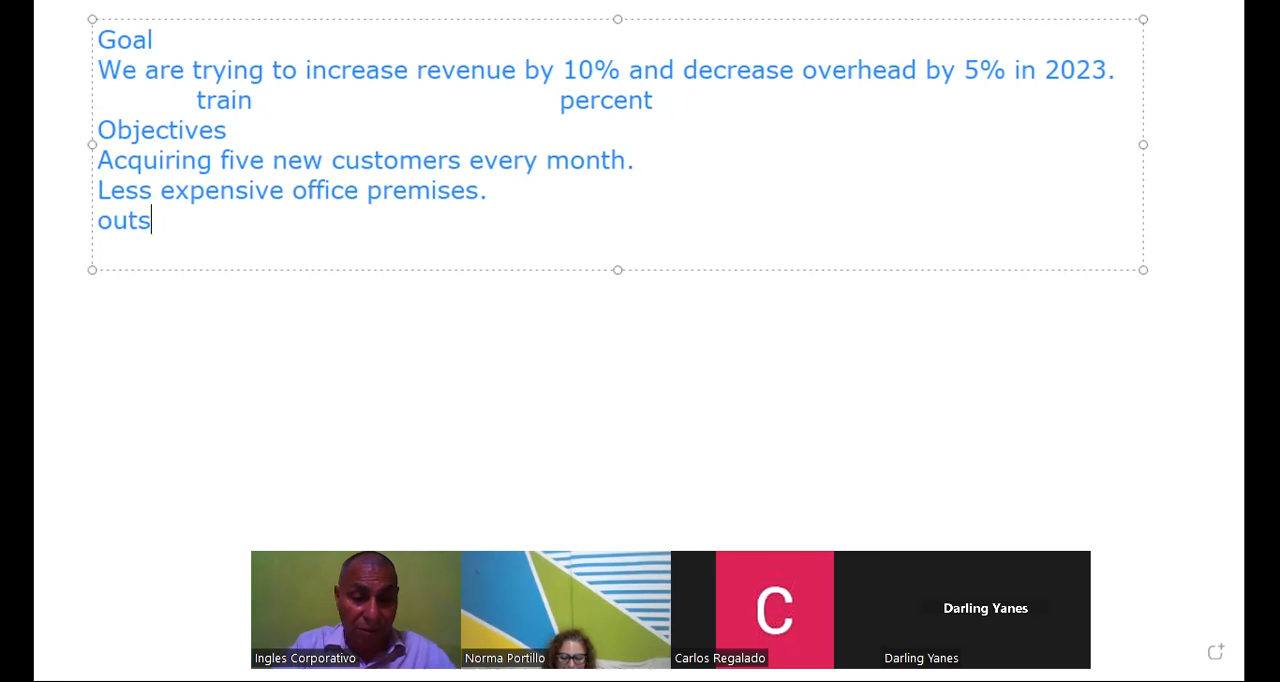 Goal
We are trying to increase revenue by 10% and decrease overhead by 5% in 2023.
train percent
Objectives
Acquiring five new customers every month.
Less expensive office premises.
outs
C
Darling Yanes
Ingles Corporativo
Norma Portillo
Carlos Regalado
Darling Yanes